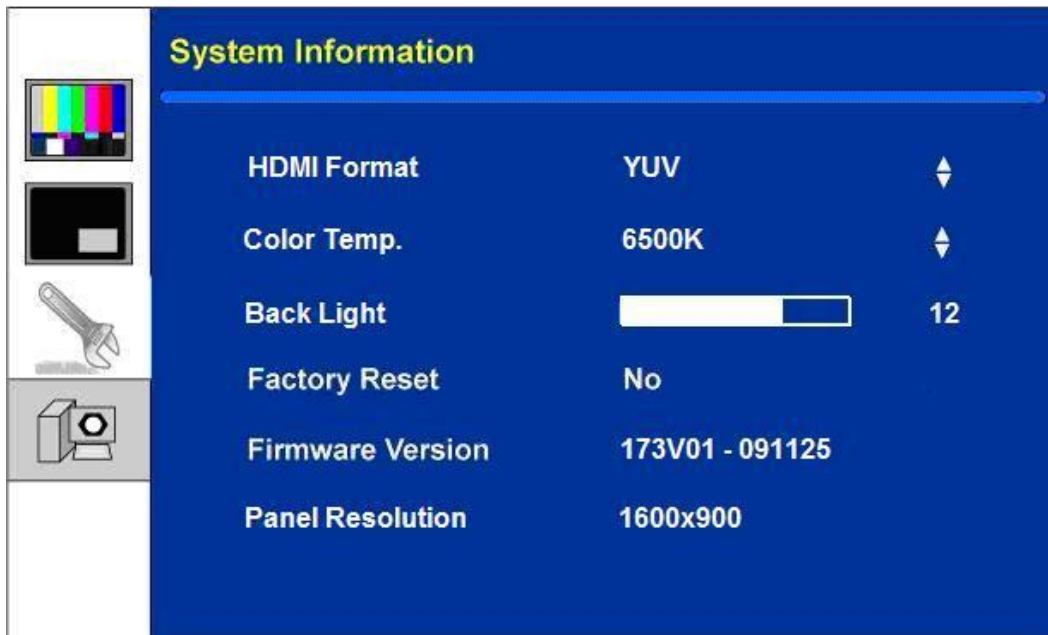 System Information
HDMI Format YUV
Color Temp. 6500K
Back Light 12
Factory Reset No
Firmware Version 173V01 - 091125
Panel Resolution 1600x900